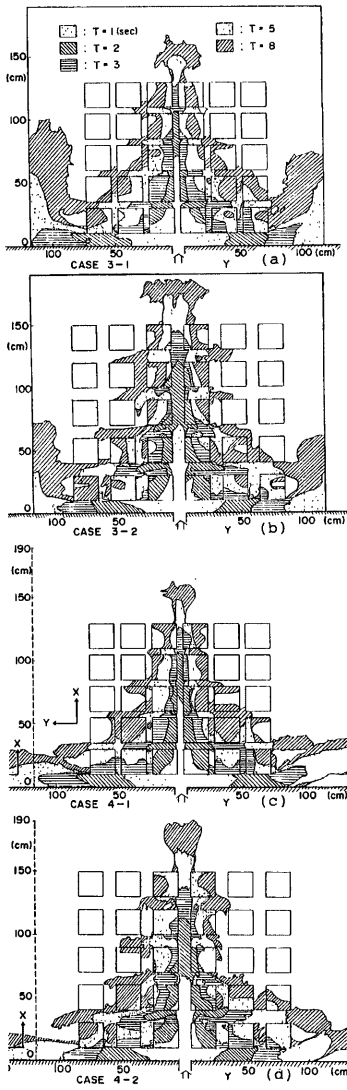 : T = 1 (sec) : T = 5
: T = 2 : T = 8
: T = 3
150
(cm)
100
50
0
100 50 50 100 (cm)
CASE 3-1 Y (a)
150
(cm)
100
50
0
100 50 50 100 (cm)
CASE 3-2 Y (b)
190
(cm)
150
100
X
50
Y
X
0
100 50 50 100 (cm)
CASE 4-1 Y (c)
190
(cm)
150
100
50
X
0
100 50 50 100 (cm)
CASE 4-2 Y (d)